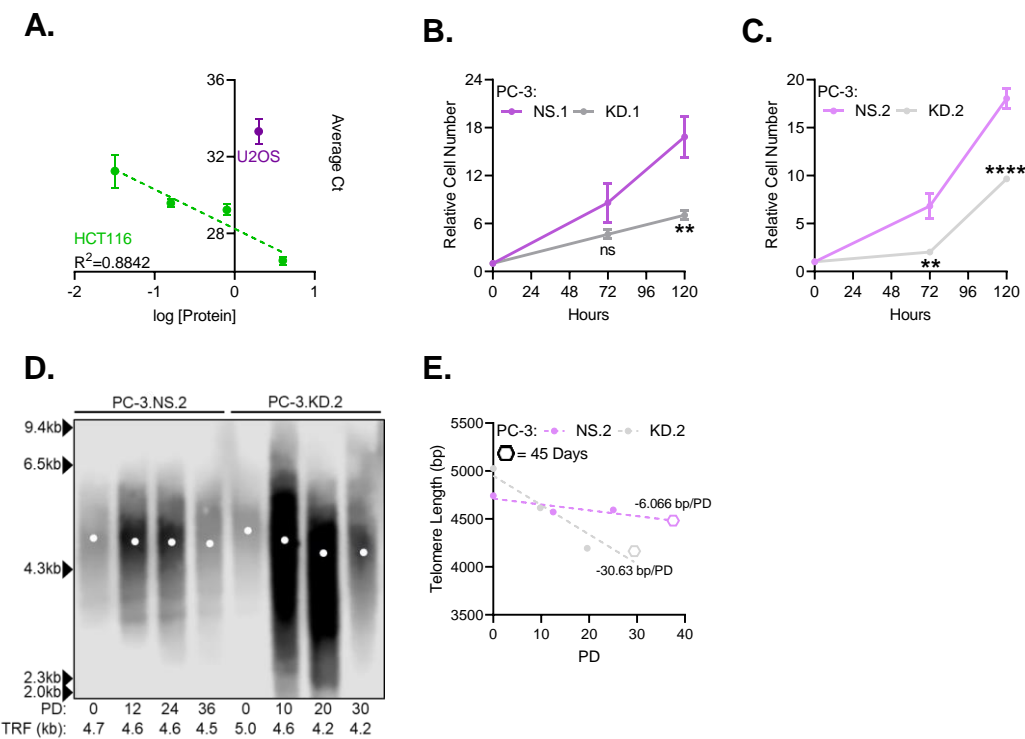 A.
36
32
28
Average Ct
U2OS
HCT116
R²=0.8842
-2 -1 0 1
log [Protein]
B.
24
18
12
6
0
Relative Cell Number
PC-3:
NS.1 KD.1
ns
**
0 24 48 72 96 120
Hours
C.
20
15
10
5
0
Relative Cell Number
PC-3:
NS.2 KD.2
****
**
0 24 48 72 96 120
Hours
D.
PC-3.NS.2 PC-3.KD.2
9.4kb
6.5kb
4.3kb
2.3kb
2.0kb
PD: 0 12 24 36 0 10 20 30
TRF (kb): 4.7 4.6 4.6 4.5 5.0 4.6 4.2 4.2
E.
5500
5000
4500
4000
3500
Telomere Length (bp)
PC-3: NS.2 KD.2
= 45 Days
-6.066 bp/PD
-30.63 bp/PD
0 10 20 30 40
PD